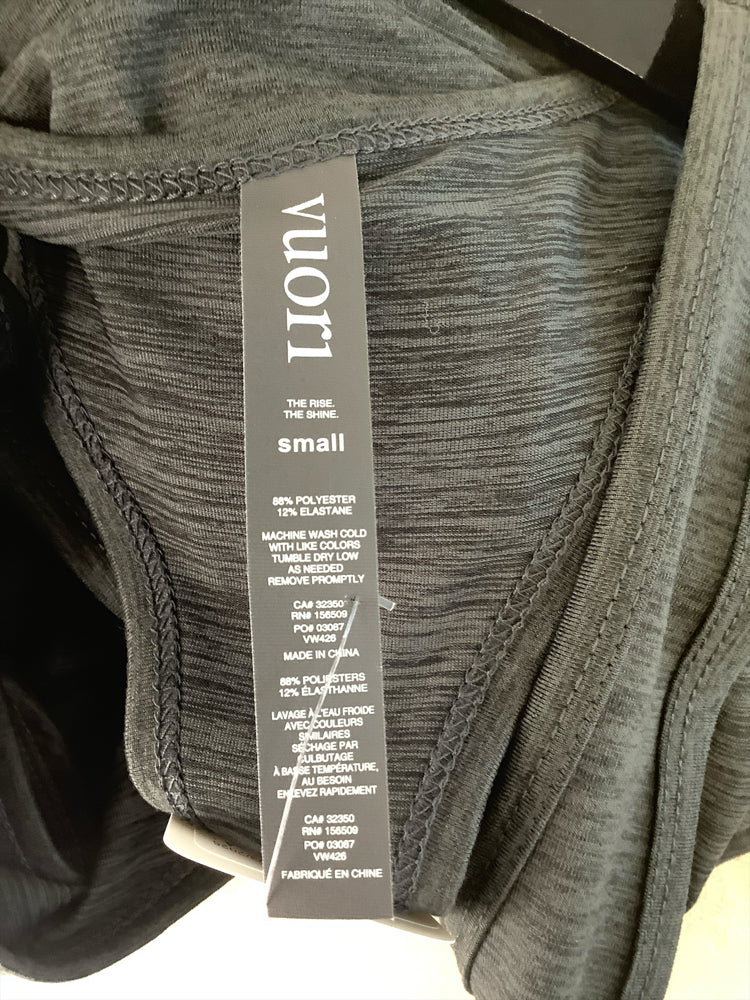 vuori
THE RISE.
THE SHINE.
small
88% POLYESTER
12% ELASTANE
MACHINE WASH COLD
WITH LIKE COLORS
TUMBLE DRY LOW
AS NEEDED
REMOVE PROMPTLY
CA# 32350
RN# 156509
PO# 03087
VW426
MADE IN CHINA
88% POLIESTERS
12% ÉLASTHANNE
LAVAGE À L'EAU FROIDE
AVEC COULEURS
SIMILAIRES
SÉCHAGE PAR
CULBUTAGE
À BASSE TEMPÉRATURE,
AU BESOIN
ENLEVEZ RAPIDEMENT
CA# 32350
RN# 156509
PO# 03087
VW426
FABRIQUÉ EN CHINE